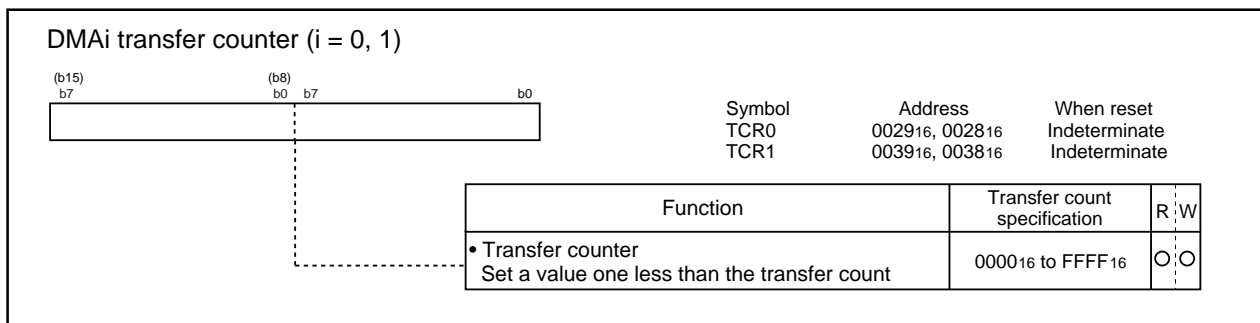 DMAi transfer counter (i = 0, 1)
(b15) (b8)
b7 b0 b7 b0
Symbol Address When reset
TCR0 002916, 002816 Indeterminate
TCR1 003916, 003816 Indeterminate
Function Transfer count specification R W
• Transfer counter
Set a value one less than the transfer count 000016 to FFFF16 O O